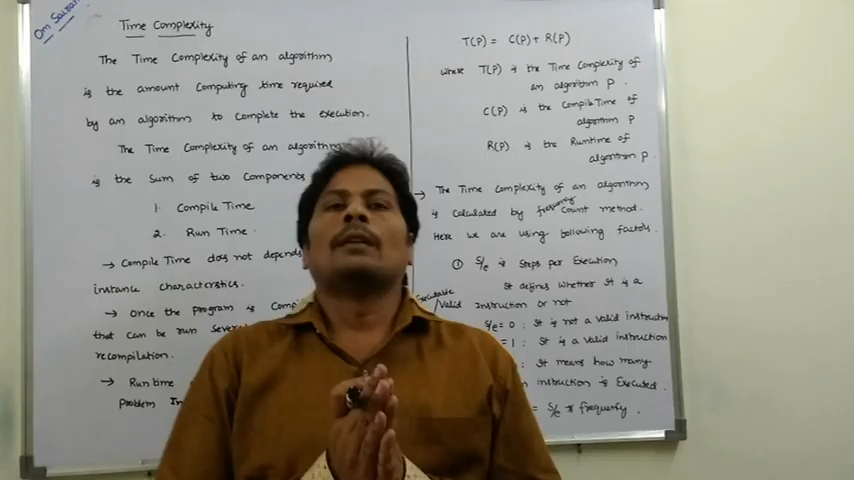 Om Sairam
Time Complexity
The Time Complexity of an algorithm
is the amount Computing time required
by an algorithm to Complete the execution.
The Time Complexity of an algorithm
is the sum of two Components
1. Compile Time
2. Run Time.
→ Compile Time does not depends
instance characterstics.
→ Once the program is
that can be run
recompilation.
→ Run time
Problem
T(P) = C(P) + R(P)
where T(P) is the Time Complexity of
an algorithm P.
C(P) is the Compile Time of
algorithm P
R(P) is the Runtime of
algorithm P.
→ The Time Complexity of an algorithm
is Calculated by frequency Count method.
Here we are using following factors.
① S/e is Steps per Execution
It defines whether it is a
Executable/Valid Instruction or not
S/e = 0 : It is not a Valid instruction
= 1 : It is a Valid instruction
: It means how many
instruction is Executed.
= S/e * frequency.